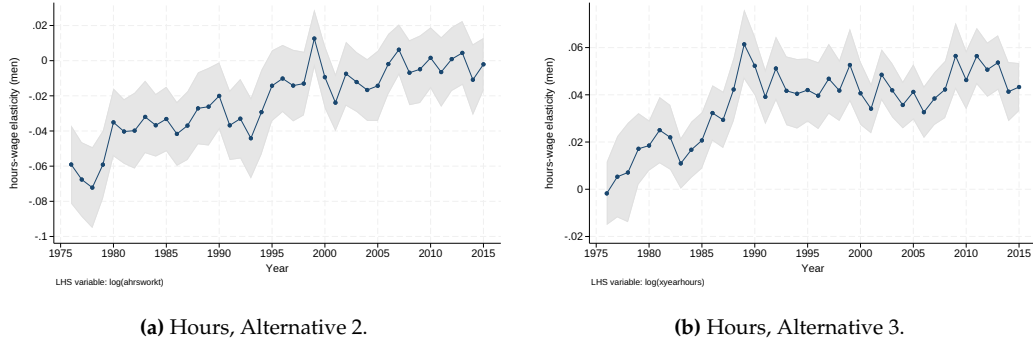 hours-wage elasticity (men)
.02
0
-.02
-.04
-.06
-.08
-.1
1975 1980 1985 1990 1995 2000 2005 2010 2015
Year
LHS variable: log(ahrsworkt)
(a) Hours, Alternative 2.
hours-wage elasticity (men)
.06
.04
.02
0
-.02
1975 1980 1985 1990 1995 2000 2005 2010 2015
Year
LHS variable: log(xyearhours)
(b) Hours, Alternative 3.